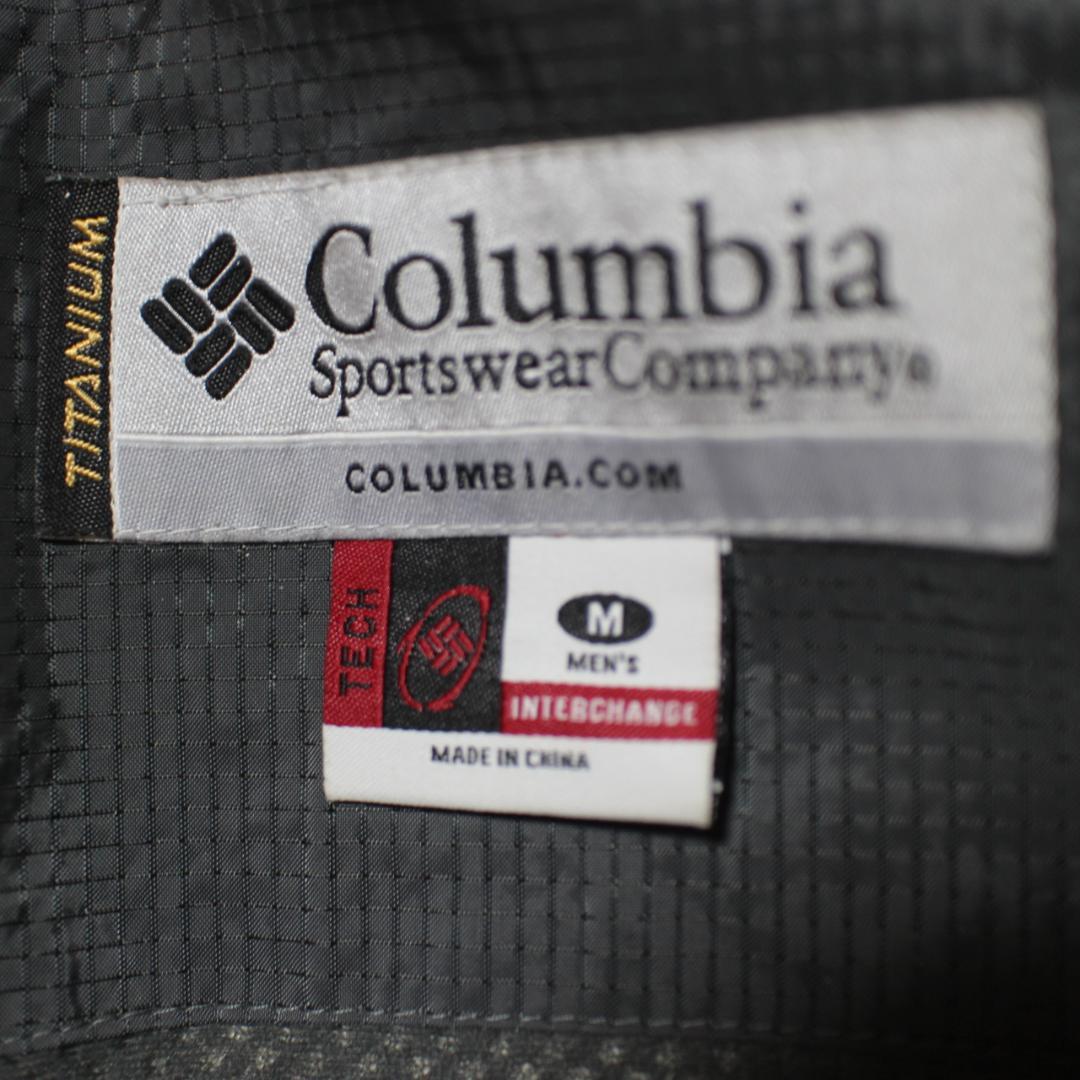 TITANIUM
Columbia
Sportswear Company®
COLUMBIA.COM
TECH
M
MEN'S
INTERCHANGE
MADE IN CHINA